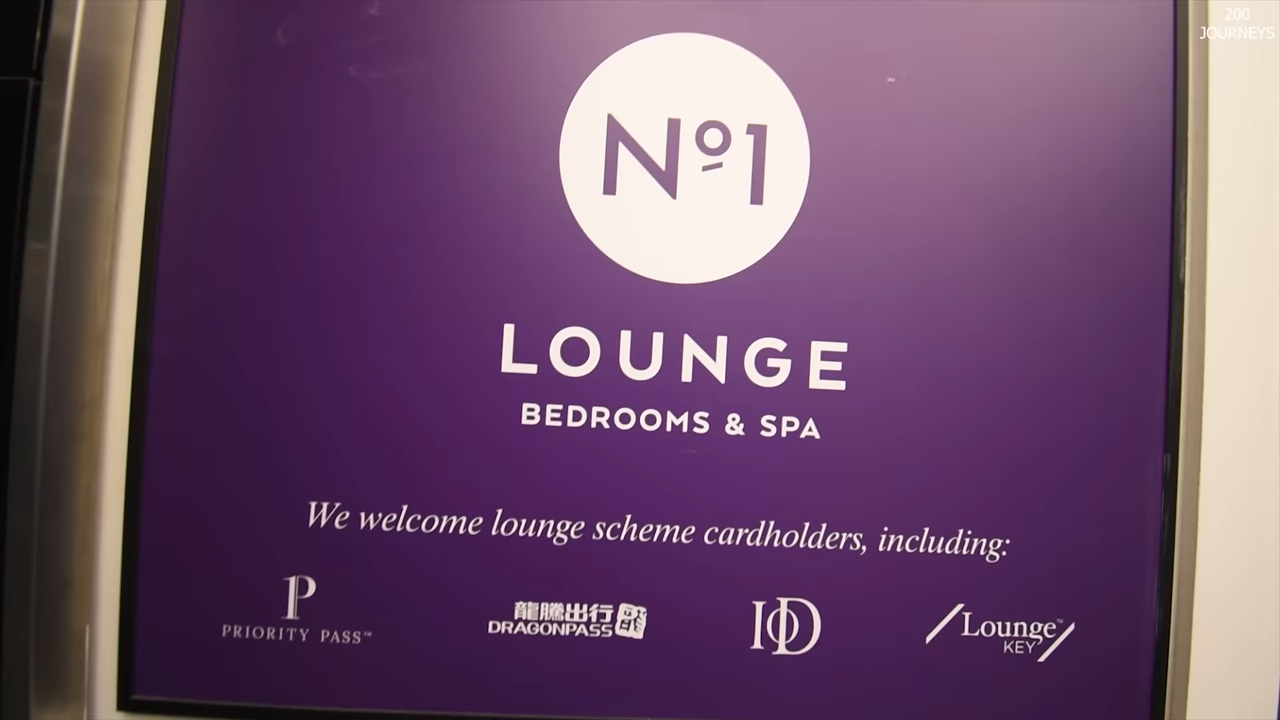 200
JOURNEYS
Nº1
LOUNGE
BEDROOMS & SPA
We welcome lounge scheme cardholders, including:
1P
PRIORITY PASS™
龍騰出行
DRAGONPASS
IOD
Lounge™
KEY